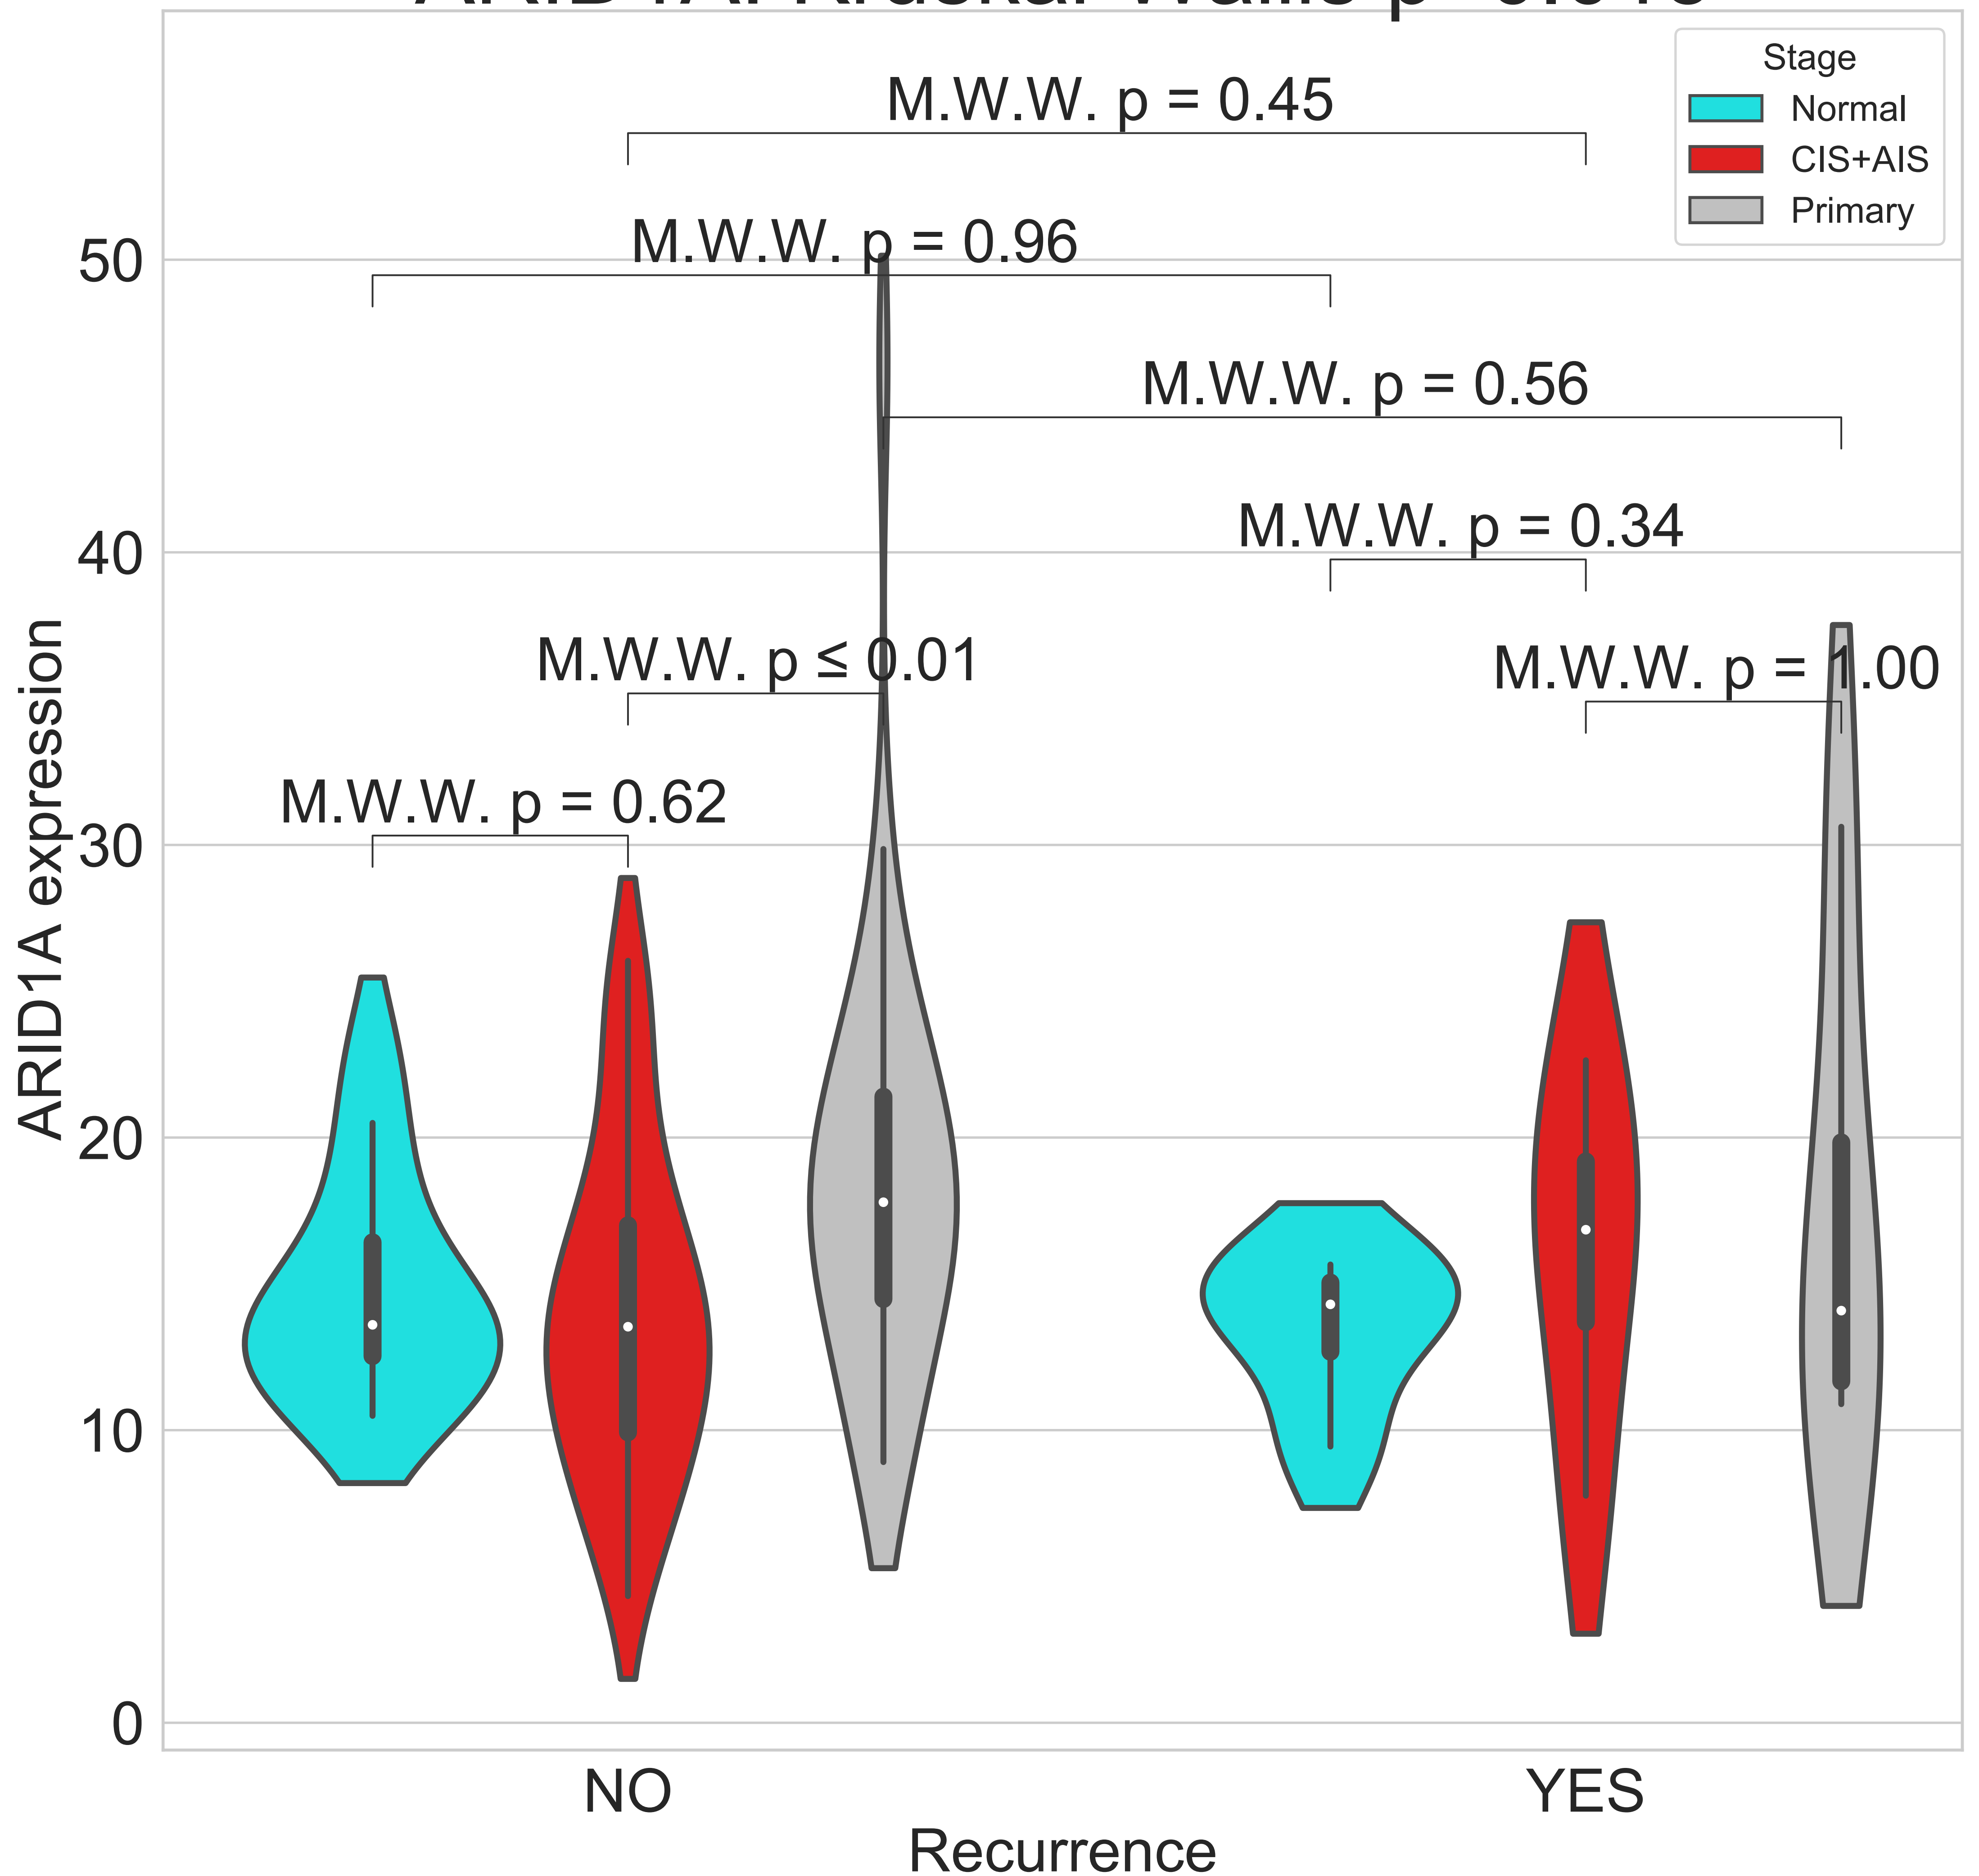 Stage
Normal
CIS+AIS
Primary
M.W.W. p = 0.45
M.W.W. p = 0.96
M.W.W. p = 0.56
M.W.W. p = 0.34
M.W.W. p ≤ 0.01
M.W.W. p = 1.00
M.W.W. p = 0.62
50
40
30
20
10
0
ARID1A expression
NO
YES
Recurrence